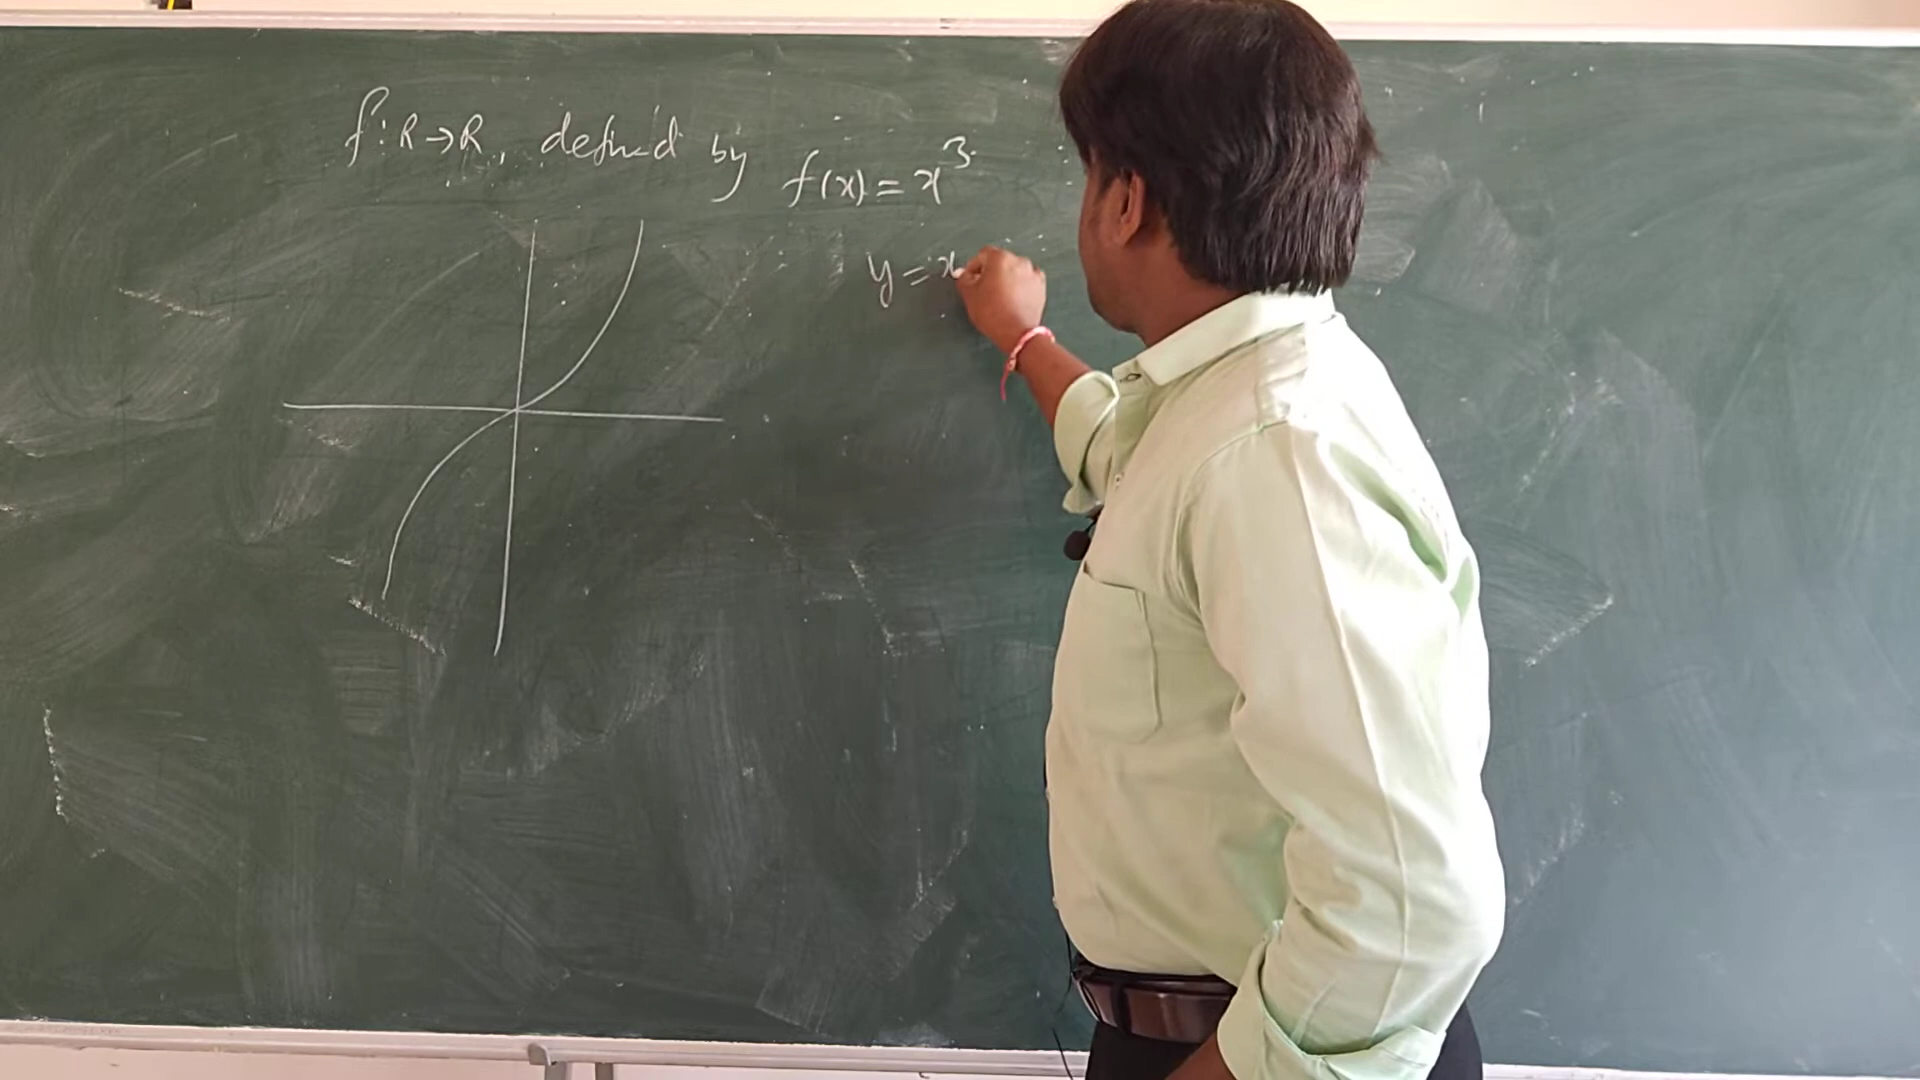 f: R→R, defined by f(x) = x³
y = x